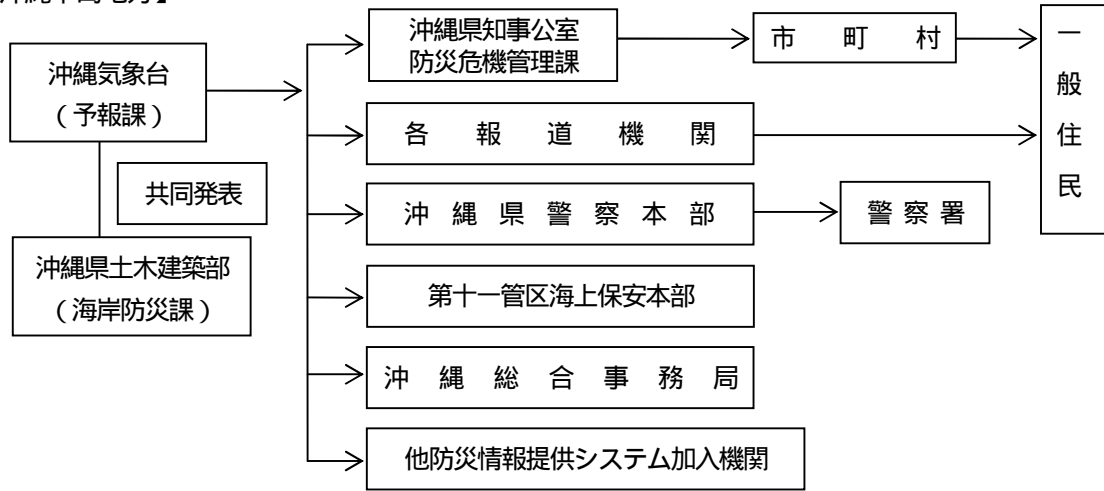 沖縄気象台
（予報課）
共同発表
沖縄県土木建築部
（海岸防災課）
沖縄県知事公室
防災危機管理課
市町村
各報道機関
一般住民
沖縄県警察本部
警察署
第十一管区海上保安本部
沖縄総合事務局
他防災情報提供システム加入機関